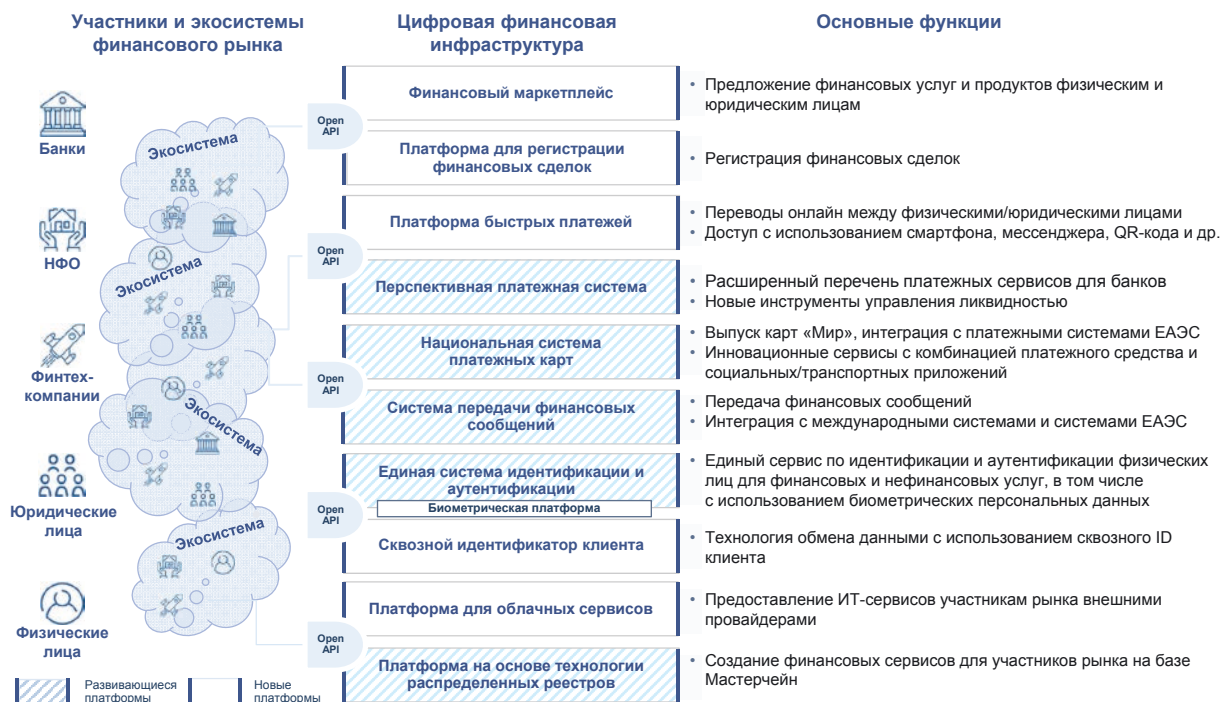 Участники и экосистемы
финансового рынка
Цифровая финансовая
инфраструктура
Основные функции
Банки
НФО
Финтех-
компании
Юридические
лица
Физические
лица
Экосистема
Экосистема
Экосистема
Экосистема
Open
API
Финансовый маркетплейс
• Предложение финансовых услуг и продуктов физическим и
юридическим лицам
Платформа для регистрации
финансовых сделок
• Регистрация финансовых сделок
Open
API
Платформа быстрых платежей
• Переводы онлайн между физическими/юридическими лицами
• Доступ с использованием смартфона, мессенджера, QR-кода и др.
Перспективная платежная система
• Расширенный перечень платежных сервисов для банков
• Новые инструменты управления ликвидностью
Open
API
Национальная система
платежных карт
• Выпуск карт «Мир», интеграция с платежными системами ЕАЭС
• Инновационные сервисы с комбинацией платежного средства и
социальных/транспортных приложений
Система передачи финансовых
сообщений
• Передача финансовых сообщений
• Интеграция с международными системами и системами ЕАЭС
Open
API
Единая система идентификации и
аутентификации
Биометрическая платформа
• Единый сервис по идентификации и аутентификации физических
лиц для финансовых и нефинансовых услуг, в том числе
с использованием биометрических персональных данных
Сквозной идентификатор клиента
• Технология обмена данными с использованием сквозного ID
клиента
Open
API
Платформа для облачных сервисов
• Предоставление ИТ-сервисов участникам рынка внешними
провайдерами
Платформа на основе технологии
распределенных реестров
• Создание финансовых сервисов для участников рынка на базе
Мастерчейн
Развивающиеся
платформы
Новые
платформы